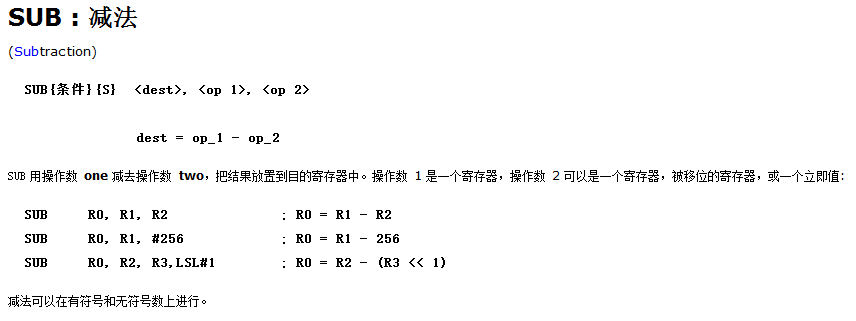 SUB : 减法
(Subtraction)
SUB{条件}{S} <dest>, <op 1>, <op 2>
dest = op_1 - op_2
SUB 用操作数 one 减去操作数 two，把结果放置到目的寄存器中。操作数 1 是一个寄存器，操作数 2 可以是一个寄存器，被移位的寄存器，或一个立即值:
SUB R0, R1, R2 ; R0 = R1 - R2
SUB R0, R1, #256 ; R0 = R1 - 256
SUB R0, R2, R3,LSL#1 ; R0 = R2 - (R3 << 1)
减法可以在有符号和无符号数上进行。